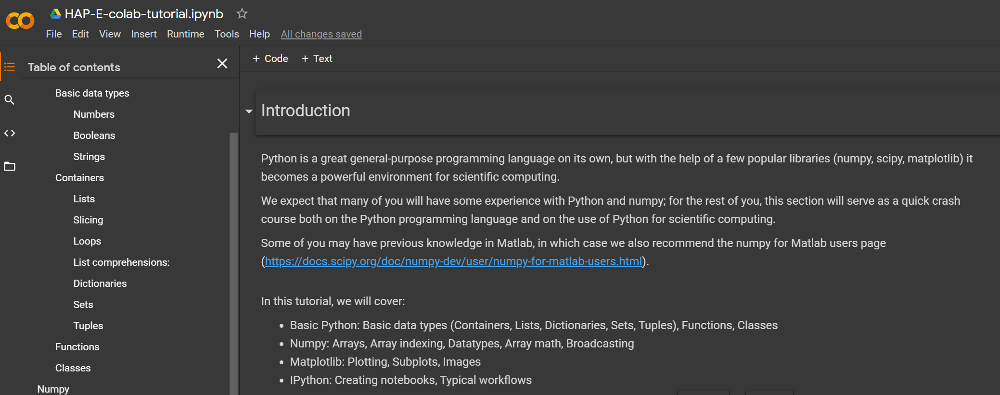 HAP-E-colab-tutorial.ipynb
File Edit View Insert Runtime Tools Help All changes saved
Table of contents
Basic data types
Numbers
Booleans
Strings
Containers
Lists
Slicing
Loops
List comprehensions:
Dictionaries
Sets
Tuples
Functions
Classes
Numpy
+ Code + Text
Introduction
Python is a great general-purpose programming language on its own, but with the help of a few popular libraries (numpy, scipy, matplotlib) it
becomes a powerful environment for scientific computing.
We expect that many of you will have some experience with Python and numpy; for the rest of you, this section will serve as a quick crash
course both on the Python programming language and on the use of Python for scientific computing.
Some of you may have previous knowledge in Matlab, in which case we also recommend the numpy for Matlab users page
(https://docs.scipy.org/doc/numpy-dev/user/numpy-for-matlab-users.html).
In this tutorial, we will cover:
• Basic Python: Basic data types (Containers, Lists, Dictionaries, Sets, Tuples), Functions, Classes
• Numpy: Arrays, Array indexing, Datatypes, Array math, Broadcasting
• Matplotlib: Plotting, Subplots, Images
• IPython: Creating notebooks, Typical workflows